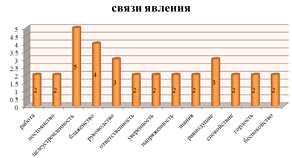 связи явления
5
4.5
4
3.5
3
2.5
2
1.5
1
0.5
0
2
2
5
4
3
2
2
2
2
3
2
2
2
работа
постоянство
целеустремленность
блаженство
руководство
ответственность
уверенность
напряженность
знания
равнодушие
спокойствие
гордость
беспокойство